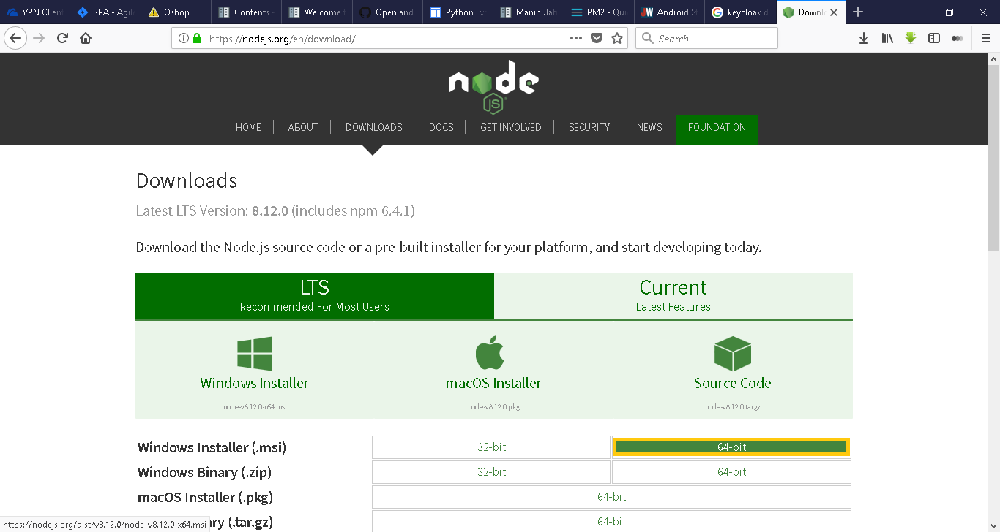 VPN Client
RPA - Agil
Oshop
Contents -
Welcome t
Open and
Python Exe
Manipulati
PM2 - Qui
Android St
keycloak d
Downl
https://nodejs.org/en/download/
Search
node
JS
HOME
ABOUT
DOWNLOADS
DOCS
GET INVOLVED
SECURITY
NEWS
FOUNDATION
Downloads
Latest LTS Version: 8.12.0 (includes npm 6.4.1)
Download the Node.js source code or a pre-built installer for your platform, and start developing today.
LTS
Recommended For Most Users
Current
Latest Features
Windows Installer
node-v8.12.0-x64.msi
macOS Installer
node-v8.12.0.pkg
Source Code
node-v8.12.0.tar.gz
Windows Installer (.msi)
32-bit
64-bit
Windows Binary (.zip)
32-bit
64-bit
macOS Installer (.pkg)
64-bit
ary (.tar.gz)
64-bit
https://nodejs.org/dist/v8.12.0/node-v8.12.0-x64.msi